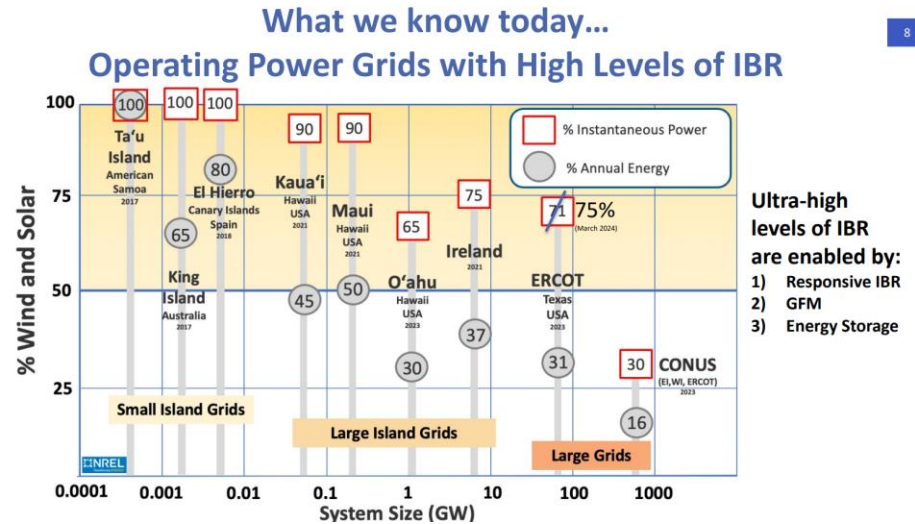 What we know today…
8
Operating Power Grids with High Levels of IBR
% Wind and Solar
100
75
50
25
100
Taʻu
Island
American
Samoa
2017
100
65
King
Island
Australia
2017
100
80
El Hierro
Canary Islands
Spain
2018
90
Kauaʻi
Hawaii
USA
2021
45
90
Maui
Hawaii
USA
2021
50
65
Oʻahu
Hawaii
USA
2023
30
75
Ireland
2021
37
71 75%
(March 2024)
ERCOT
Texas
USA
2023
31
30
CONUS
(EI,WI, ERCOT)
2023
16
% Instantaneous Power
% Annual Energy
Small Island Grids
Large Island Grids
Large Grids
NREL
0.0001 0.001 0.01 0.1 1 10 100 1000
System Size (GW)
Ultra-high
levels of IBR
are enabled by:
1) Responsive IBR
2) GFM
3) Energy Storage